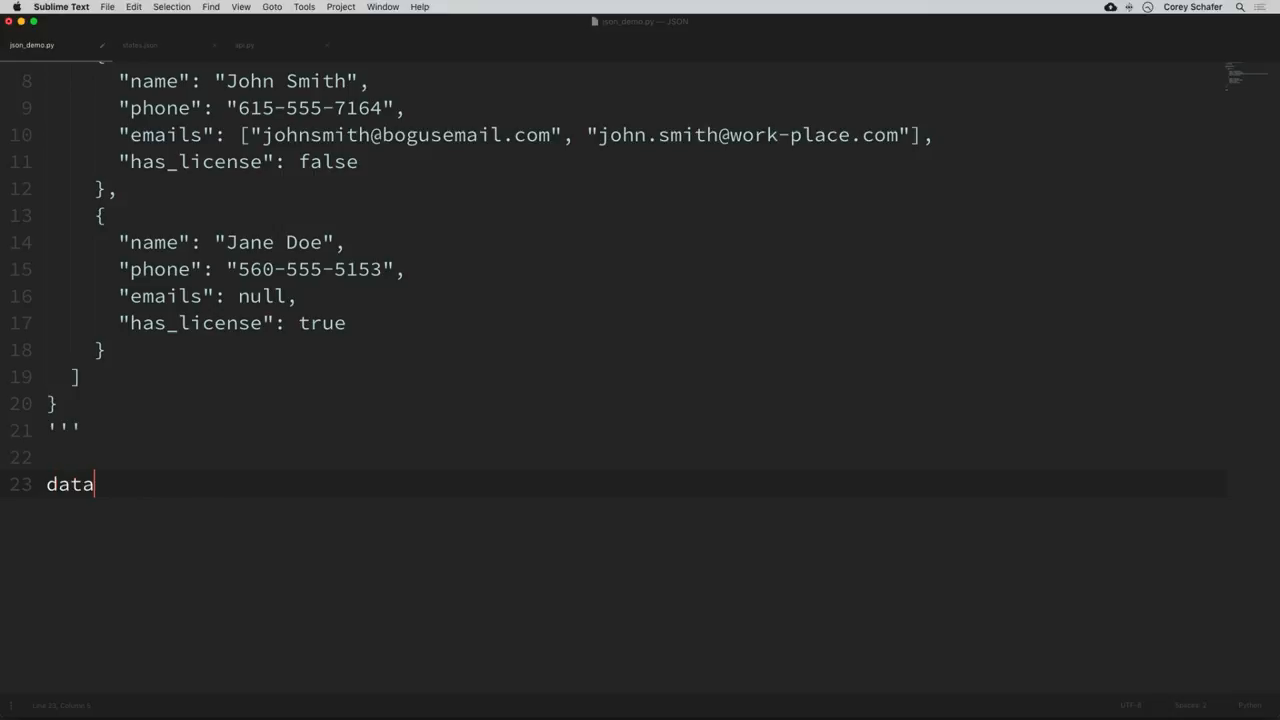 Sublime Text File Edit Selection Find View Goto Tools Project Window Help Corey Schafer
json_demo.py — JSON
json_demo.py states.json api.py
{
8 "name": "John Smith",
9 "phone": "615-555-7164",
10 "emails": ["johnsmith@bogusemail.com", "john.smith@work-place.com"],
11 "has_license": false
12 },
13 {
14 "name": "Jane Doe",
15 "phone": "560-555-5153",
16 "emails": null,
17 "has_license": true
18 }
19 ]
20 }
21 '''
22
23 data
Line 23, Column 5 UTF-8 Spaces: 2 Python